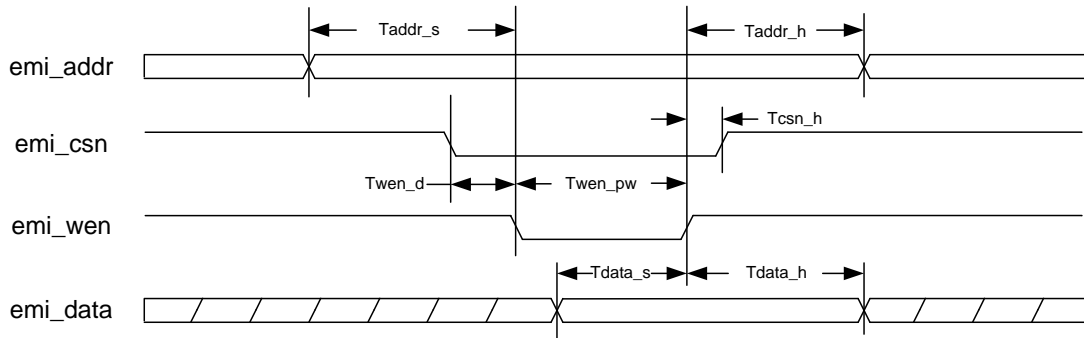 Taddr_s
Taddr_h
emi_addr
Tcsn_h
emi_csn
Twen_d
Twen_pw
emi_wen
Tdata_s
Tdata_h
emi_data